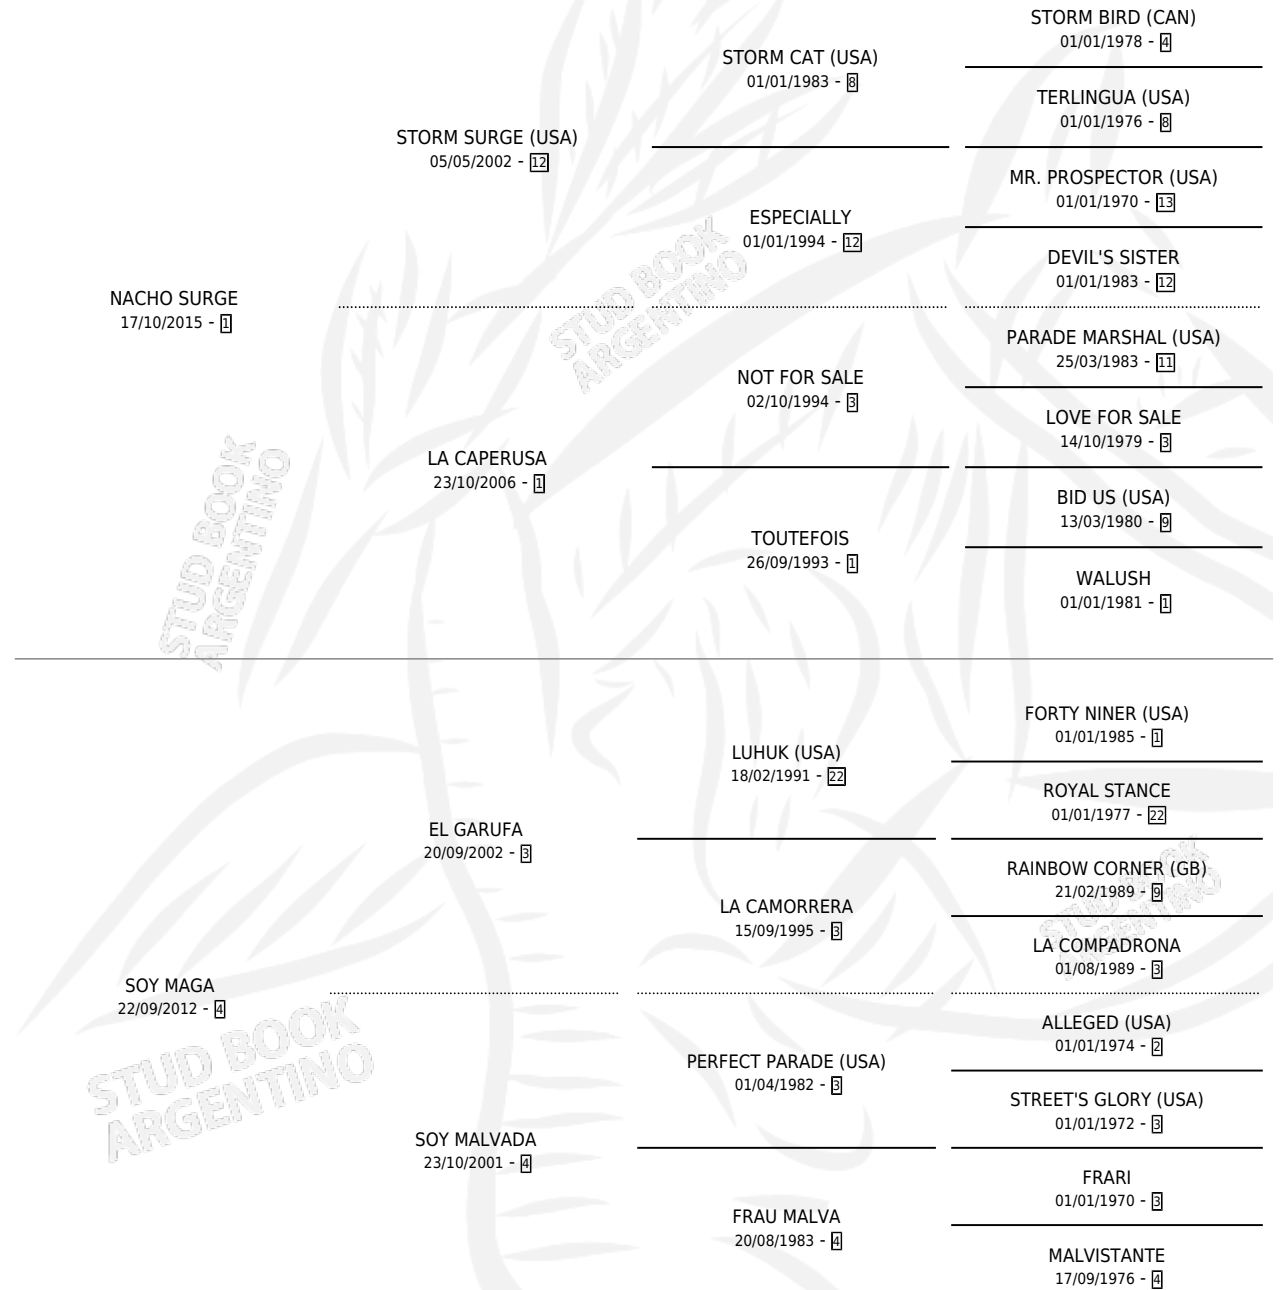 STORM BIRD (CAN)
01/01/1978 - 4
STORM CAT (USA)
01/01/1983 - 8
TERLINGUA (USA)
01/01/1976 - 8
STORM SURGE (USA)
05/05/2002 - 12
MR. PROSPECTOR (USA)
01/01/1970 - 13
ESPECIALLY
01/01/1994 - 12
DEVIL'S SISTER
01/01/1983 - 12
NACHO SURGE
17/10/2015 - 1
PARADE MARSHAL (USA)
25/03/1983 - 11
NOT FOR SALE
02/10/1994 - 3
LOVE FOR SALE
14/10/1979 - 3
LA CAPERUSA
23/10/2006 - 1
BID US (USA)
13/03/1980 - 9
TOUTEFOIS
26/09/1993 - 1
WALUSH
01/01/1981 - 1
STUD BOOK
ARGENTINO
STUD BOOK
ARGENTINO
FORTY NINER (USA)
01/01/1985 - 1
LUHUK (USA)
18/02/1991 - 22
ROYAL STANCE
01/01/1977 - 22
EL GARUFA
20/09/2002 - 3
RAINBOW CORNER (GB)
21/02/1989 - 9
LA CAMORRERA
15/09/1995 - 3
LA COMPADRONA
01/08/1989 - 3
SOY MAGA
22/09/2012 - 4
ALLEGED (USA)
01/01/1974 - 2
PERFECT PARADE (USA)
01/04/1982 - 3
STREET'S GLORY (USA)
01/01/1972 - 3
SOY MALVADA
23/10/2001 - 4
FRARI
01/01/1970 - 3
FRAU MALVA
20/08/1983 - 4
MALVISTANTE
17/09/1976 - 4
STUD BOOK
ARGENTINO
STUD BOOK
ARGENTINO